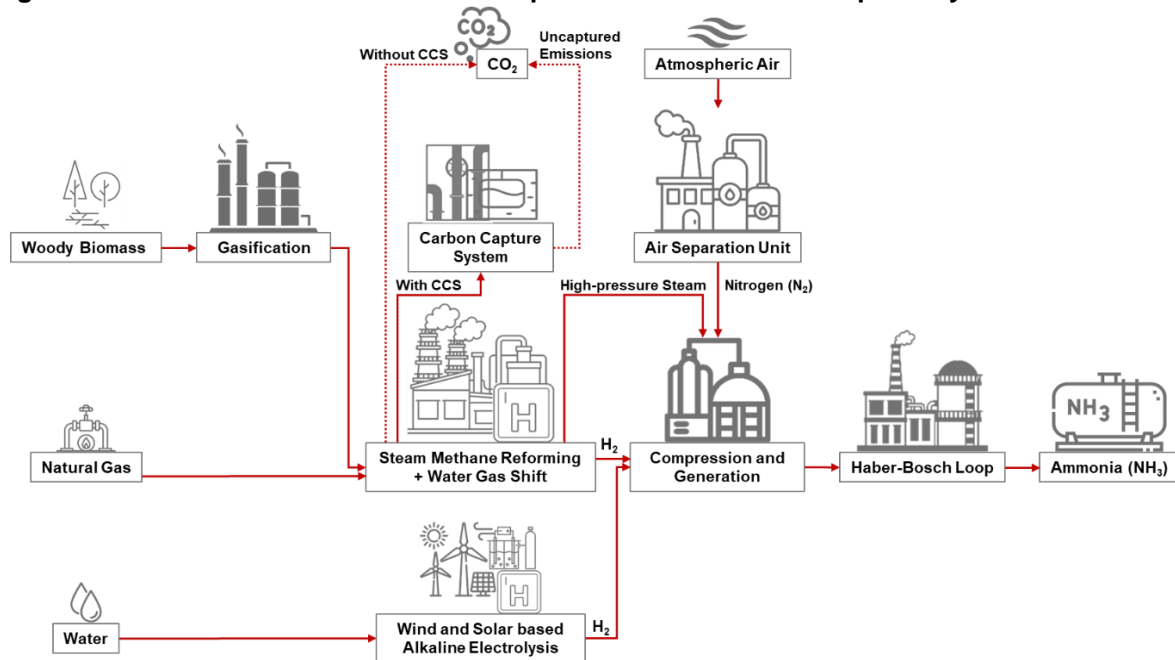 CO2
Without CCS
Uncaptured
Emissions
CO₂
Atmospheric Air
Woody Biomass
Gasification
Carbon Capture
System
Air Separation Unit
With CCS
High-pressure Steam
Nitrogen (N₂)
H
NH3
Natural Gas
Steam Methane Reforming
+ Water Gas Shift
H₂
Compression and
Generation
Haber-Bosch Loop
Ammonia (NH₃)
H
Water
Wind and Solar based
Alkaline Electrolysis
H₂